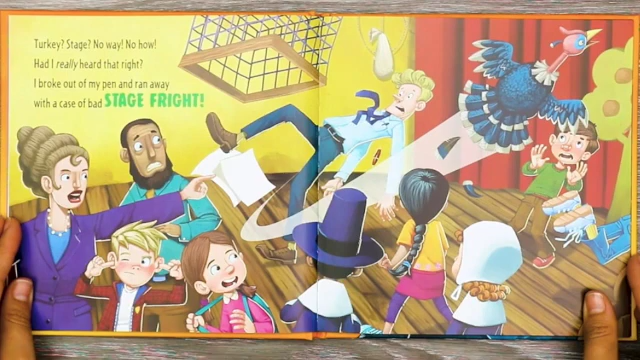 Turkey? Stage? No way! No how!
Had I really heard that right?
I broke out of my pen and ran away
with a case of bad STAGE FRIGHT!